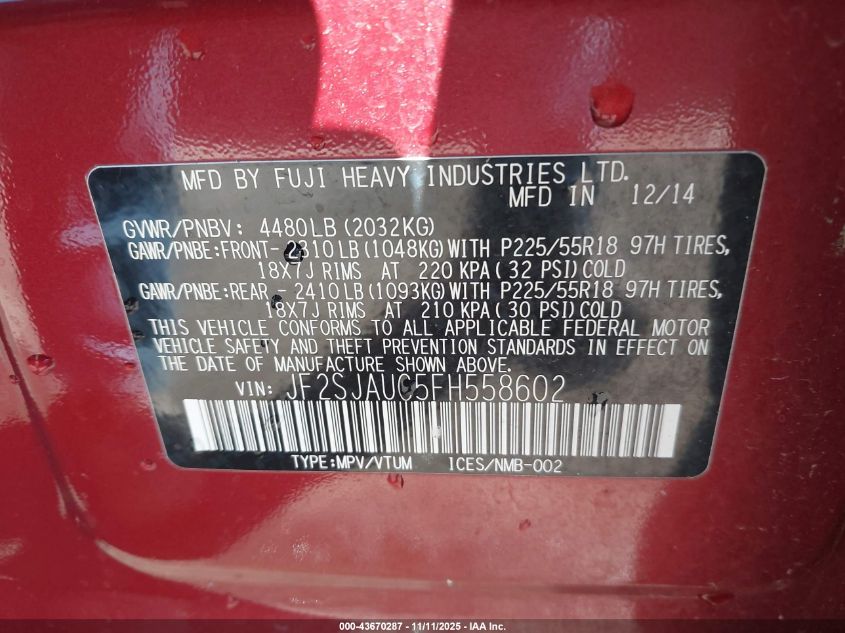 MFD BY FUJI HEAVY INDUSTRIES LTD.
MFD IN 12/14
GVWR/PNBV: 4480LB (2032KG)
GAWR/PNBE:FRONT- 2310LB (1048KG) WITH P225/55R18 97H TIRES,
18X7J RIMS AT 220 KPA ( 32 PSI) COLD
GAWR/PNBE:REAR - 2410LB (1093KG) WITH P225/55R18 97H TIRES,
18X7J RIMS AT 210 KPA ( 30 PSI) COLD
THIS VEHICLE CONFORMS TO ALL APPLICABLE FEDERAL MOTOR
VEHICLE SAFETY AND THEFT PREVENTION STANDARDS IN EFFECT ON
THE DATE OF MANUFACTURE SHOWN ABOVE.
VIN: JF2SJAUC5FH558602
TYPE:MPV/VTUM ICES/NMB-002
000-43670287 - 11/11/2025 - IAA Inc.